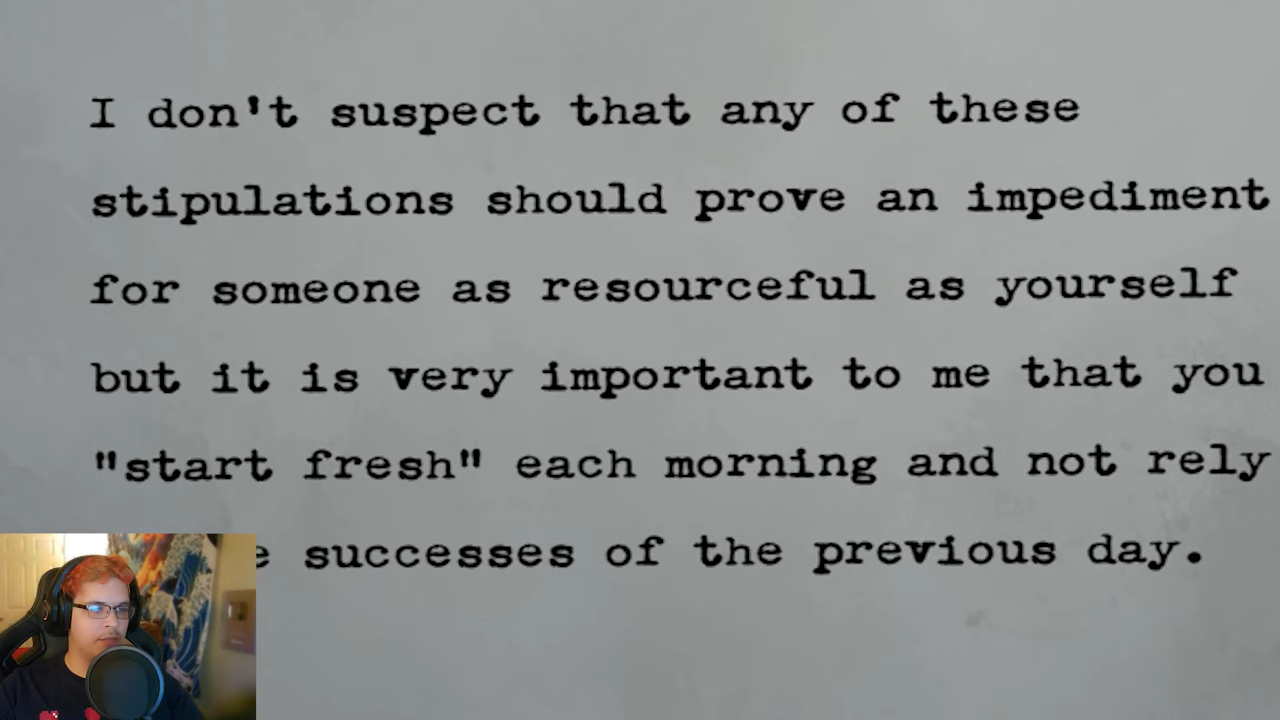 I don't suspect that any of these
stipulations should prove an impediment
for someone as resourceful as yourself
but it is very important to me that you
"start fresh" each morning and not rely
successes of the previous day.